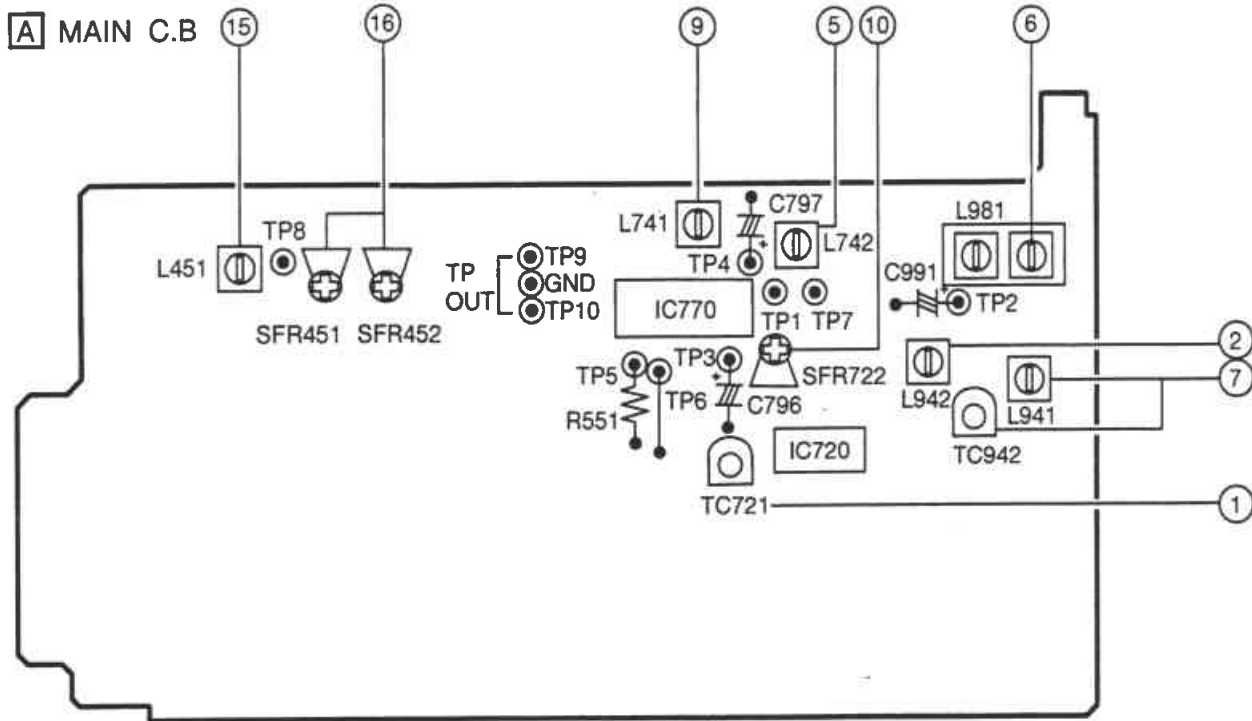 A MAIN C.B
15
16
9
5
10
6
L451
TP8
SFR451
SFR452
TP
OUT
TP9
GND
TP10
L741
C797
TP4
L742
IC770
TP1
TP7
L981
C991
TP2
TP5
R551
TP6
TP3
C796
SFR722
L942
L941
TC942
IC720
TC721
2
7
1